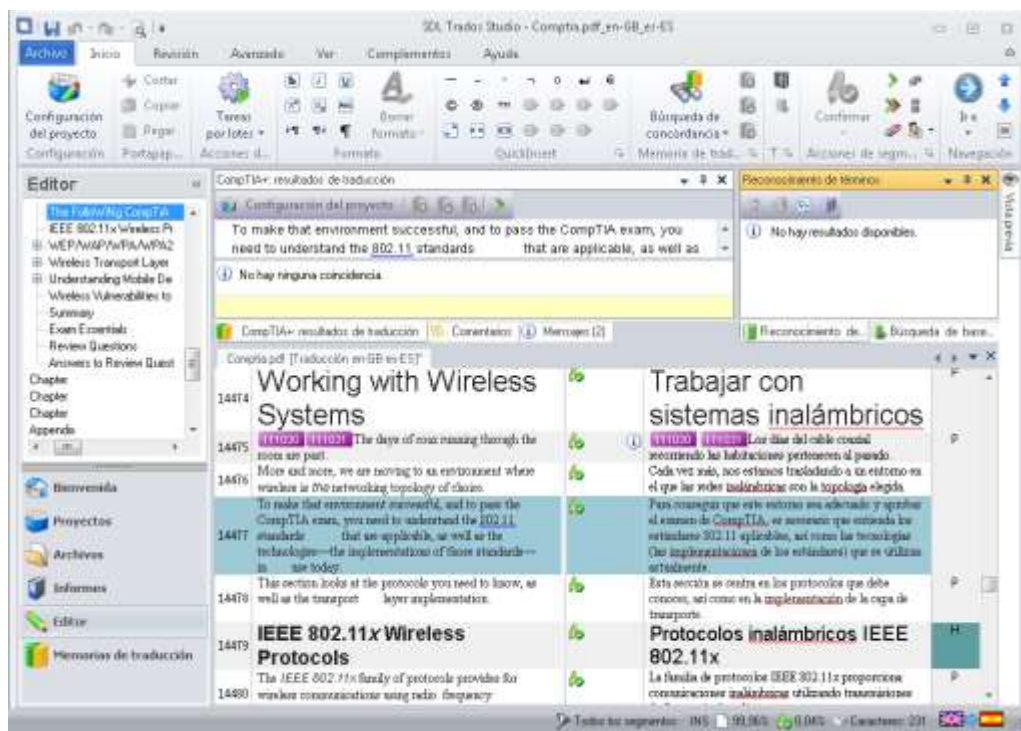 SDL Trados Studio - Comptia.pdf_en-GB_es-ES
Archivo Inicio Revisión Avanzado Ver Complementos Ayuda
Configuración del proyecto
Cortar
Copiar
Pegar
Tareas por lotes
Borrar formato
Búsqueda de concordancia
Confirmar
Ir a
Configuración Portapap... Acciones d... Formato QuickInsert Memoria de trad... T Acciones de segm... Navegación
Editor
The FolloWiNg CompTIA
IEEE 802.11x Wireless Pr
WEP/WAP/WPA/WPA2
Wireless Transport Layer
Understanding Mobile De
Wireless Vulnerabilities to
Summary
Exam Essentials
Review Questions
Answers to Review Quest
Chapter
Chapter
Chapter
Appendix
Bienvenida
Proyectos
Archivos
Informes
Editor
Memorias de traducción
CompTIA+: resultados de traducción
Configuración del proyecto
To make that environment successful, and to pass the CompTIA exam, you
need to understand the 802.11 standards that are applicable, as well as
No hay ninguna coincidencia.
CompTIA+: resultados de traducción Comentarios Mensajes (2)
Reconocimiento de términos
No hay resultados disponibles.
Reconocimiento de... Búsqueda de base...
Vista previa
Comptia.pdf [Traducción en-GB es-ES]*
14474
Working with Wireless
Systems
Trabajar con
sistemas inalámbricos
H
14475
111020 111021 The days of coax running through the
room are past.
111020 111021 Los días del cable coaxial
recorriendo las habitaciones pertenecen al pasado.
P
14476
More and more, we are moving to an environment where
wireless is the networking topology of choice.
Cada vez más, nos estamos trasladando a un entorno en
el que las redes inalámbricas son la topología elegida.
14477
To make that environment successful, and to pass the
CompTIA exam, you need to understand the 802.11
standards that are applicable, as well as the
technologies—the implementations of those standards—
in use today.
Para conseguir que este entorno sea adecuado y aprobar
el examen de CompTIA, es necesario que entienda los
estándares 802.11 aplicables, así como las tecnologías
(las implementaciones de los estándares) que se utilizan
actualmente.
14478
This section looks at the protocols you need to know, as
well as the transport layer implementation.
Esta sección se centra en los protocolos que debe
conocer, así como en la implementación de la capa de
transporte.
P
14479
IEEE 802.11x Wireless
Protocols
Protocolos inalámbricos IEEE
802.11x
H
14480
The IEEE 802.11x family of protocols provides for
wireless communications using radio frequency
La familia de protocolos IEEE 802.11x proporciona
comunicaciones inalámbricas utilizando transmisiones
P
Todos los segmentos INS 99,96% 0,04% Caracteres: 231